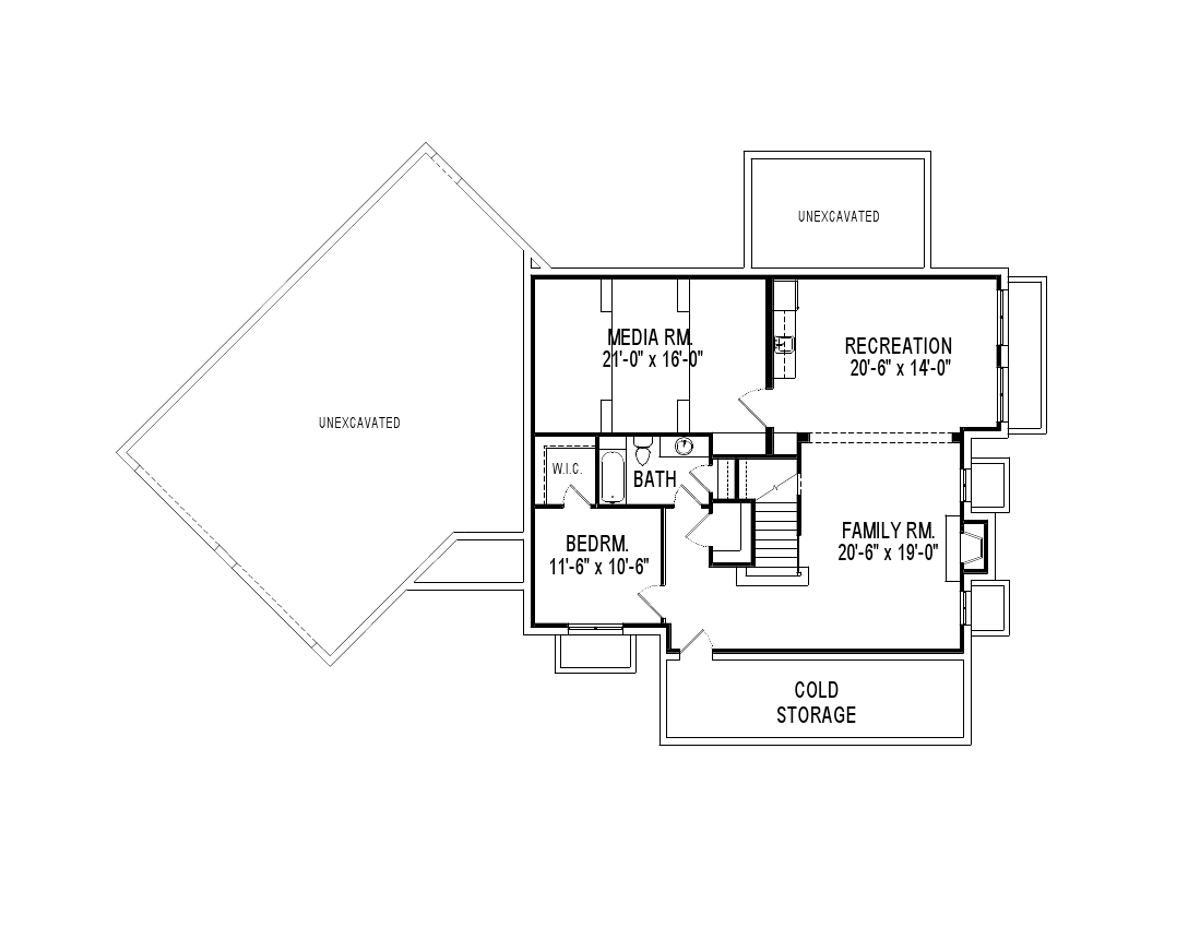 UNEXCAVATED
MEDIA RM.
21'-0" x 16'-0"
RECREATION
20'-6" x 14'-0"
UNEXCAVATED
W.I.C.
BATH
BEDRM.
11'-6" x 10'-6"
FAMILY RM.
20'-6" x 19'-0"
COLD
STORAGE